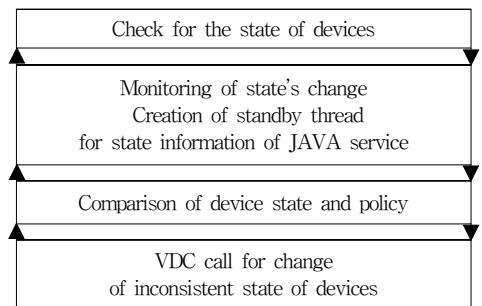 Check for the state of devices
Monitoring of state's change
Creation of standby thread
for state information of JAVA service
Comparison of device state and policy
VDC call for change
of inconsistent state of devices